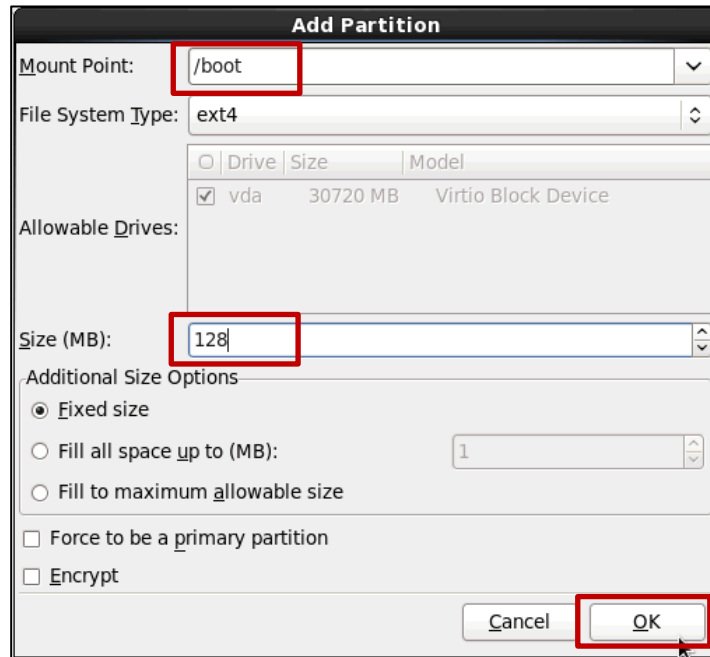 Add Partition
Mount Point: /boot
File System Type: ext4
Drive Size Model
vda 30720 MB Virtio Block Device
Allowable Drives:
Size (MB): 128
Additional Size Options
Fixed size
Fill all space up to (MB): 1
Fill to maximum allowable size
Force to be a primary partition
Encrypt
Cancel OK